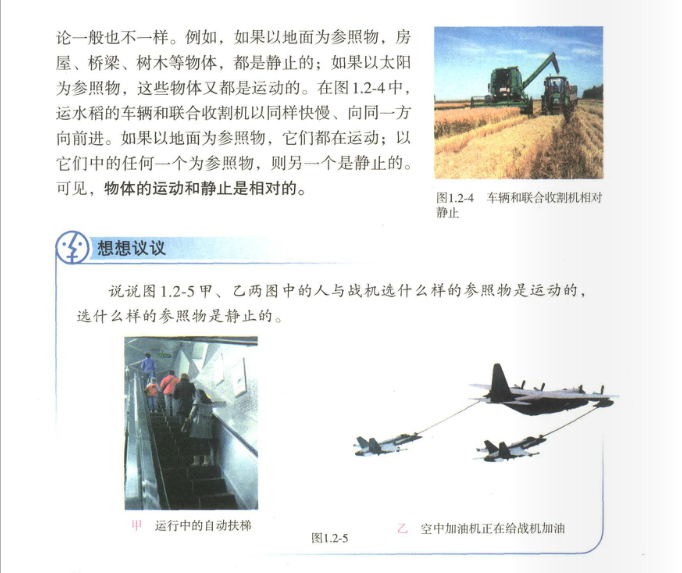 论一般也不一样。例如，如果以地面为参照物，房
屋、桥梁、树木等物体，都是静止的；如果以太阳
为参照物，这些物体又都是运动的。在图1.2-4中，
运水稻的车辆和联合收割机以同样快慢、向同一方
向前进。如果以地面为参照物，它们都在运动；以
它们中的任何一个为参照物，则另一个是静止的。
可见，物体的运动和静止是相对的。
图1.2-4 车辆和联合收割机相对
静止
想想议议
说说图1.2-5甲、乙两图中的人与战机选什么样的参照物是运动的，
选什么样的参照物是静止的。
甲 运行中的自动扶梯
乙 空中加油机正在给战机加油
图1.2-5